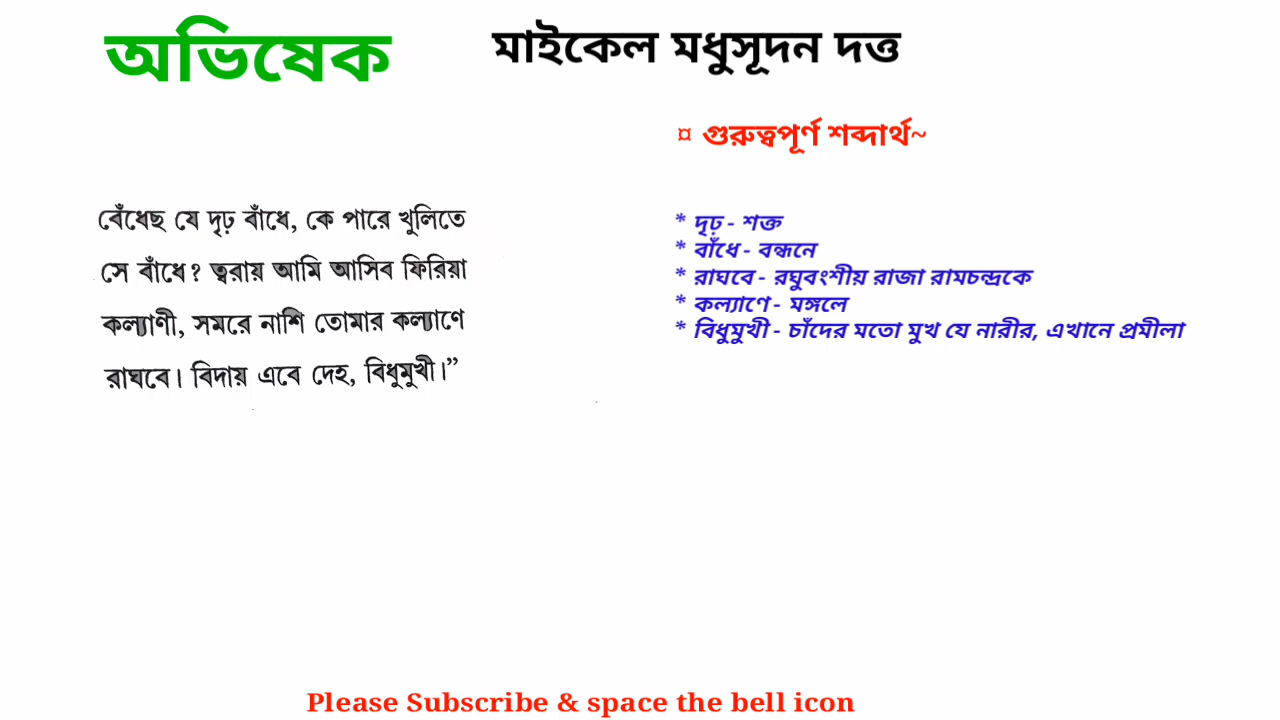 অভিষেক
মাইকেল মধুসূদন দত্ত
¤ গুরুত্বপূর্ণ শব্দার্থ~
বেঁধেছ যে দৃঢ় বাঁধে, কে পারে খুলিতে
সে বাঁধে? ত্বরায় আমি আসিব ফিরিয়া
কল্যাণী, সমরে নাশি তোমার কল্যাণে
রাঘবে। বিদায় এবে দেহ, বিধুমুখী।”
* দৃঢ় - শক্ত
* বাঁধে - বন্ধনে
* রাঘবে - রঘুবংশীয় রাজা রামচন্দ্রকে
* কল্যাণে - মঙ্গলে
* বিধুমুখী - চাঁদের মতো মুখ যে নারীর, এখানে প্রমীলা
Please Subscribe & space the bell icon